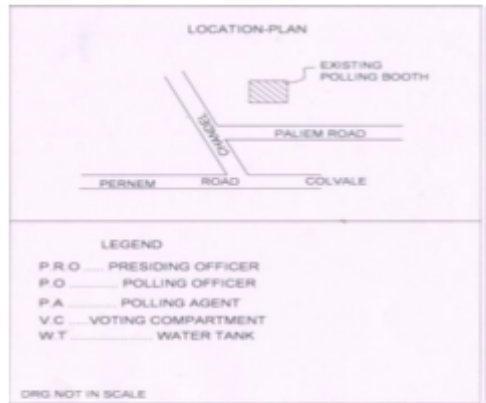 LOCATION-PLAN
EXISTING
POLLING BOOTH
CHANDEL
PALIEM ROAD
PERNEM ROAD COLVALE
LEGEND
P.R.O ..... PRESIDING OFFICER
P.O ............. POLLING OFFICER
P.A ............. POLLING AGENT
V.C .....VOTING COMPARTMENT
W.T ..................... WATER TANK
DRG.NOT IN SCALE